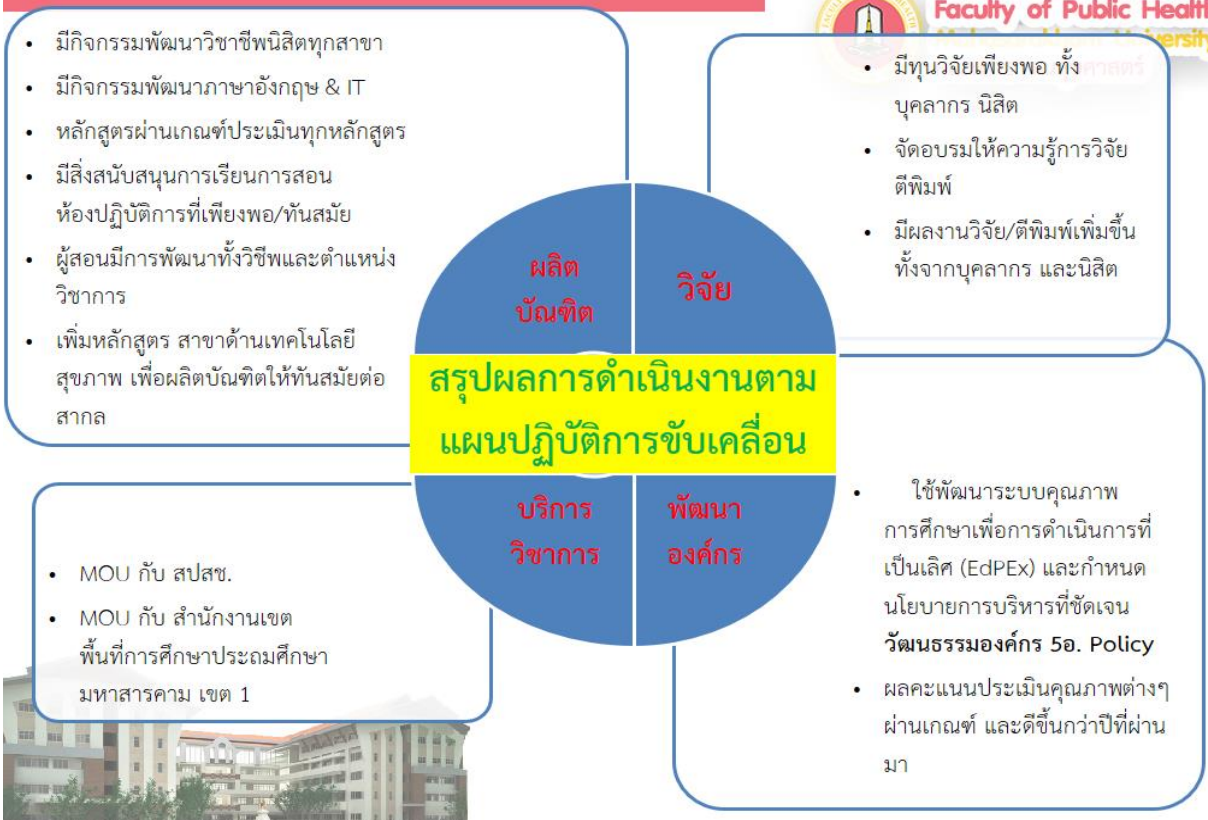 Faculty of Public Health
• มีกิจกรรมพัฒนาวิชาชีพนิสิตทุกสาขา
• มีกิจกรรมพัฒนาภาษาอังกฤษ & IT
• หลักสูตรผ่านเกณฑ์ประเมินทุกหลักสูตร
• มีสิ่งสนับสนุนการเรียนการสอน
ห้องปฏิบัติการที่เพียงพอ/ทันสมัย
• ผู้สอนมีการพัฒนาทั้งวิชีพและตำแหน่ง
วิชาการ
• เพิ่มหลักสูตร สาขาด้านเทคโนโลยี
สุขภาพ เพื่อผลิตบัณฑิตให้ทันสมัยต่อ
สากล
• มีทุนวิจัยเพียงพอ ทั้ง
บุคลากร นิสิต
• จัดอบรมให้ความรู้การวิจัย
ตีพิมพ์
• มีผลงานวิจัย/ตีพิมพ์เพิ่มขึ้น
ทั้งจากบุคลากร และนิสิต
ผลิต
บัณฑิต
วิจัย
สรุปผลการดำเนินงานตาม
แผนปฏิบัติการขับเคลื่อน
บริการ
วิชาการ
พัฒนา
องค์กร
• MOU กับ สปสช.
• MOU กับ สำนักงานเขต
พื้นที่การศึกษาประถมศึกษา
มหาสารคาม เขต 1
• ใช้พัฒนาระบบคุณภาพ
การศึกษาเพื่อการดำเนินการที่
เป็นเลิศ (EdPEx) และกำหนด
นโยบายการบริหารที่ชัดเจน
วัฒนธรรมองค์กร 5อ. Policy
• ผลคะแนนประเมินคุณภาพต่างๆ
ผ่านเกณฑ์ และดีขึ้นกว่าปีที่ผ่าน
มา